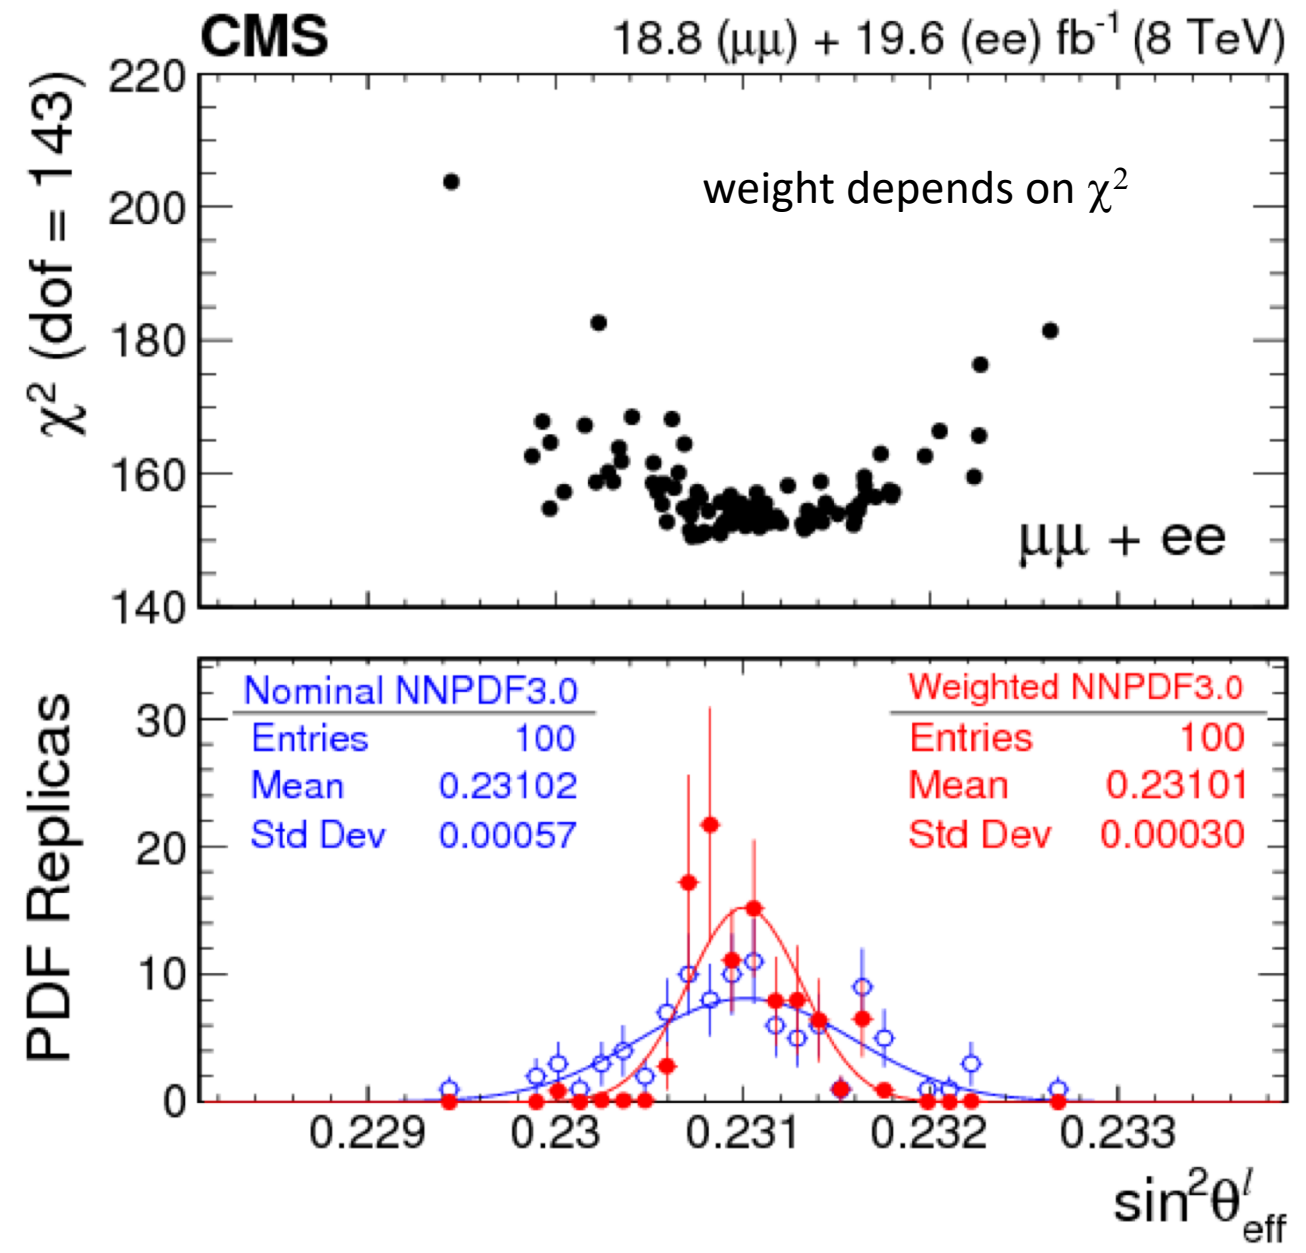 CMS 18.8 (μμ) + 19.6 (ee) fb⁻¹ (8 TeV)
χ² (dof = 143)
220
200
180
160
140
weight depends on χ²
μμ + ee
PDF Replicas
30
20
10
0
Nominal NNPDF3.0
Entries 100
Mean 0.23102
Std Dev 0.00057
Weighted NNPDF3.0
Entries 100
Mean 0.23101
Std Dev 0.00030
0.229 0.23 0.231 0.232 0.233
sin²θˡeff